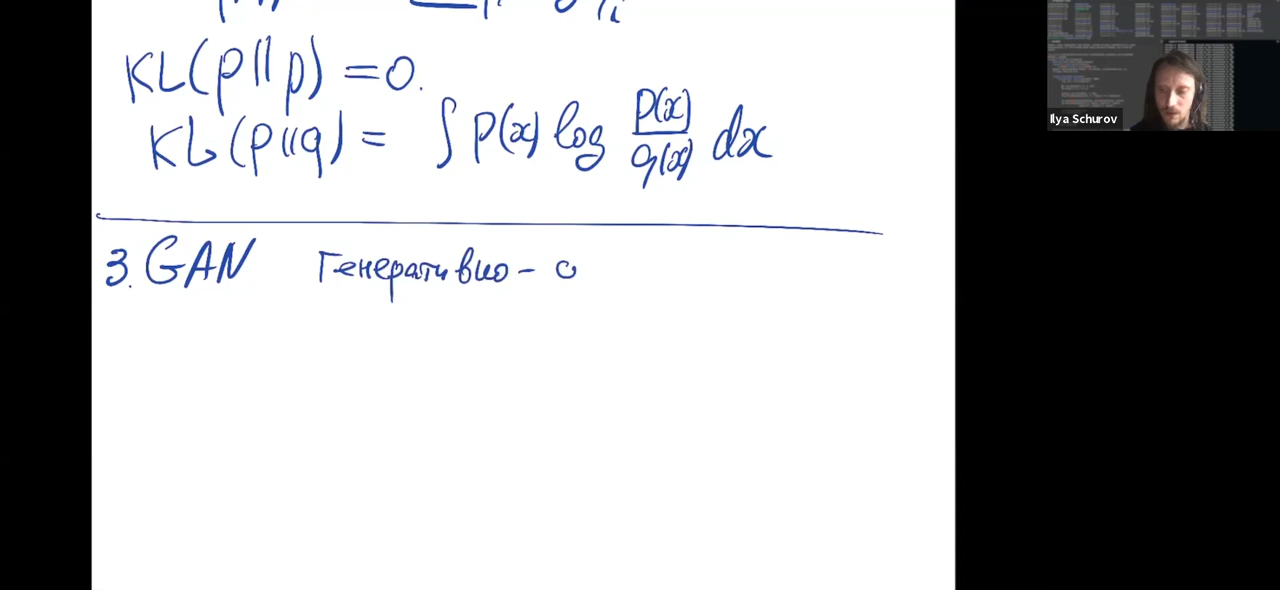 KL(p||p) = 0.
KL(p||q) = ∫ p(x) log p(x)/q(x) dx
3. GAN Генеративно - с
Ilya Schurov